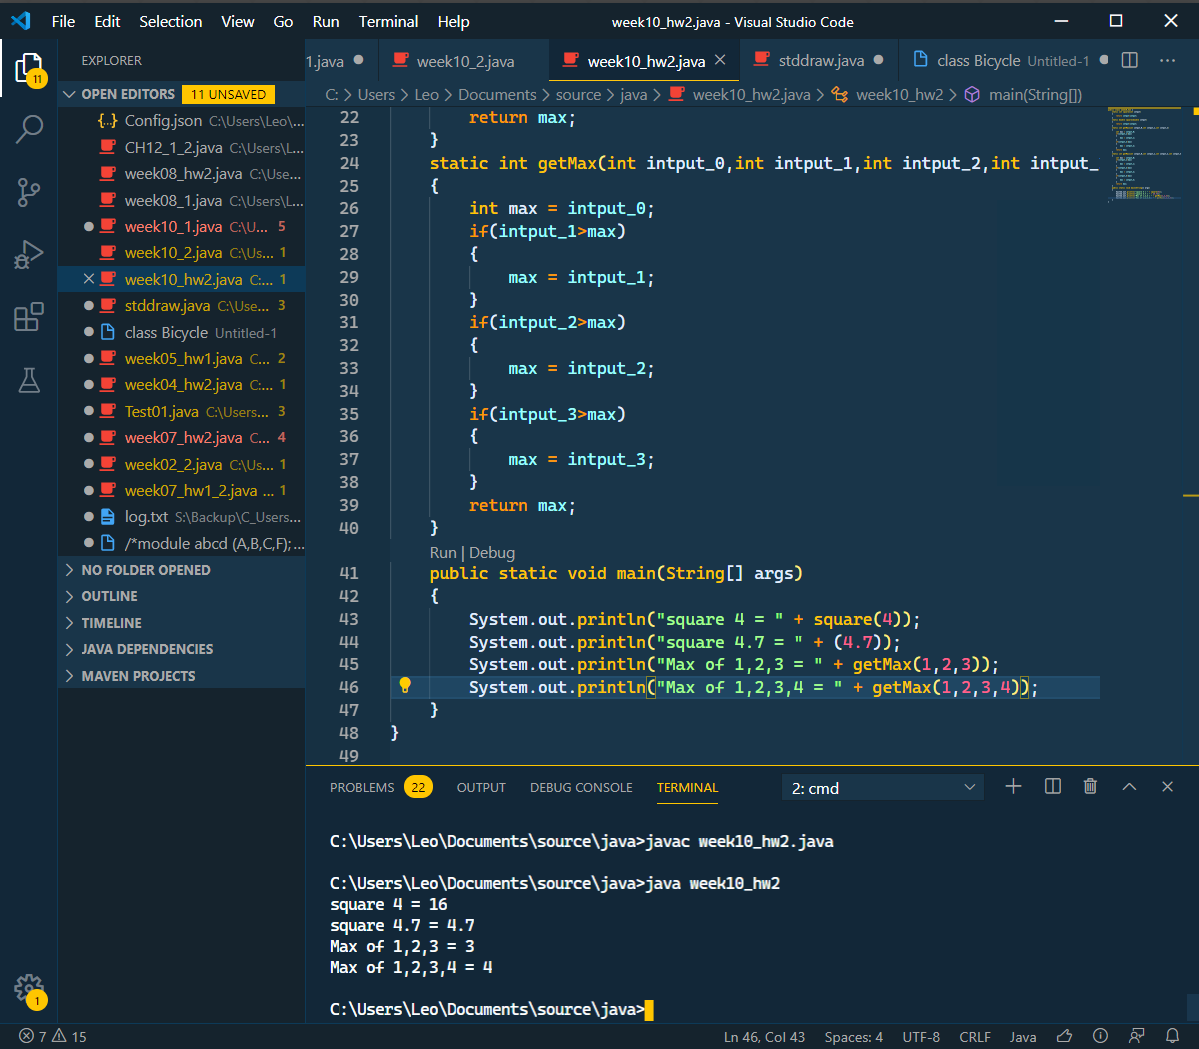 File Edit Selection View Go Run Terminal Help week10_hw2.java - Visual Studio Code
EXPLORER
1.java week10_2.java week10_hw2.java stddraw.java class Bicycle Untitled-1
OPEN EDITORS 11 UNSAVED
C: > Users > Leo > Documents > source > java > week10_hw2.java > week10_hw2 > main(String[])
11
{..} Config.json C:\Users\Leo\...
CH12_1_2.java C:\Users\L...
week08_hw2.java C:\Use...
week08_1.java C:\Users\L...
week10_1.java C:\U... 5
week10_2.java C:\Us... 1
week10_hw2.java C:... 1
stddraw.java C:\Use... 3
class Bicycle Untitled-1
week05_hw1.java C... 2
week04_hw2.java C:... 1
Test01.java C:\Users... 3
week07_hw2.java C... 4
week02_2.java C:\Us... 1
week07_hw1_2.java ... 1
log.txt S:\Backup\C_Users...
/*module abcd (A,B,C,F);...
NO FOLDER OPENED
OUTLINE
TIMELINE
JAVA DEPENDENCIES
MAVEN PROJECTS
1
22 return max;
23 }
24 static int getMax(int intput_0,int intput_1,int intput_2,int intput_
25 {
26 int max = intput_0;
27 if(intput_1>max)
28 {
29 max = intput_1;
30 }
31 if(intput_2>max)
32 {
33 max = intput_2;
34 }
35 if(intput_3>max)
36 {
37 max = intput_3;
38 }
39 return max;
40 }
Run | Debug
41 public static void main(String[] args)
42 {
43 System.out.println("square 4 = " + square(4));
44 System.out.println("square 4.7 = " + (4.7));
45 System.out.println("Max of 1,2,3 = " + getMax(1,2,3));
46 System.out.println("Max of 1,2,3,4 = " + getMax(1,2,3,4));
47 }
48 }
49
PROBLEMS 22 OUTPUT DEBUG CONSOLE TERMINAL 2: cmd
C:\Users\Leo\Documents\source\java>javac week10_hw2.java
C:\Users\Leo\Documents\source\java>java week10_hw2
square 4 = 16
square 4.7 = 4.7
Max of 1,2,3 = 3
Max of 1,2,3,4 = 4
C:\Users\Leo\Documents\source\java>
7 15 Ln 46, Col 43 Spaces: 4 UTF-8 CRLF Java